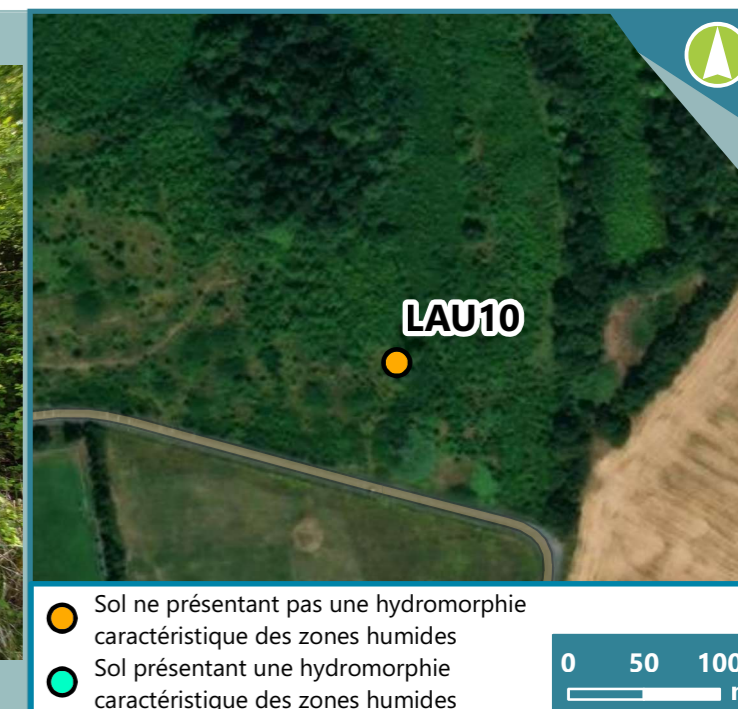 LAU10
Sol ne présentant pas une hydromorphie
caractéristique des zones humides
Sol présentant une hydromorphie
caractéristique des zones humides
0 50 100